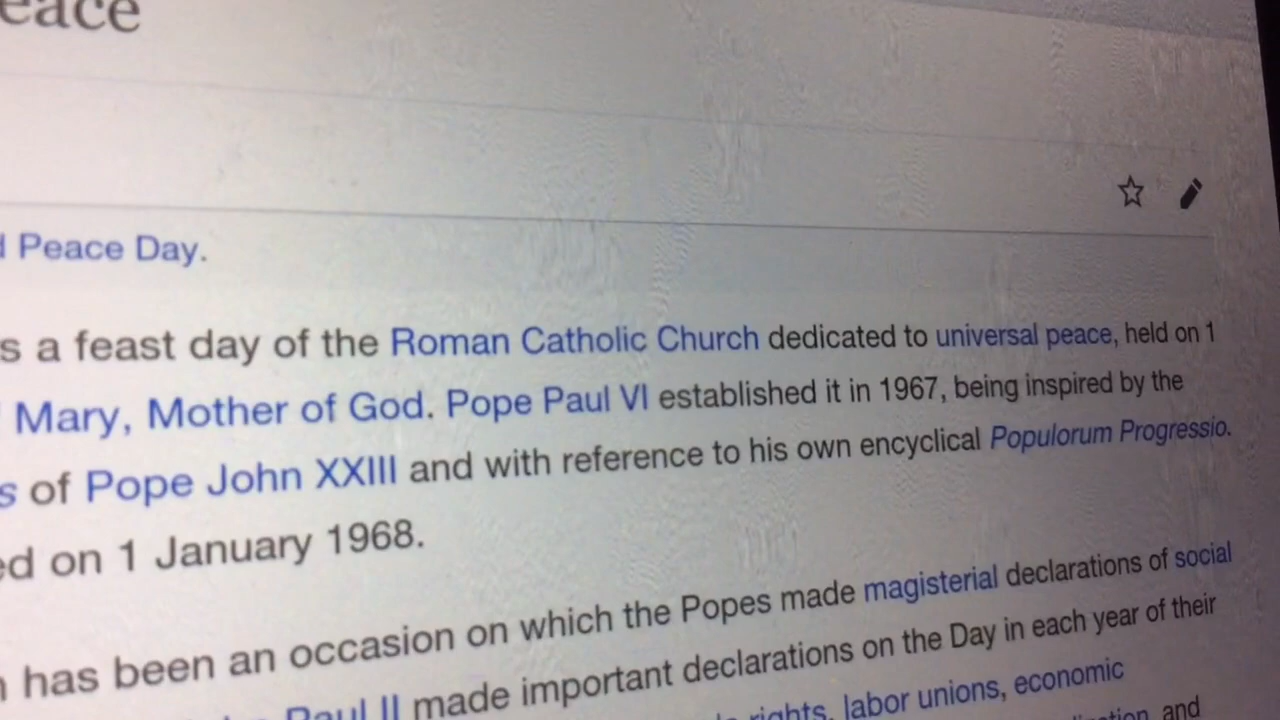 eace
Peace Day.
s a feast day of the Roman Catholic Church dedicated to universal peace, held on 1
Mary, Mother of God. Pope Paul VI established it in 1967, being inspired by the
s of Pope John XXIII and with reference to his own encyclical Populorum Progressio.
ed on 1 January 1968.
has been an occasion on which the Popes made magisterial declarations of social
Paul II made important declarations on the Day in each year of their
rights, labor unions, economic
and